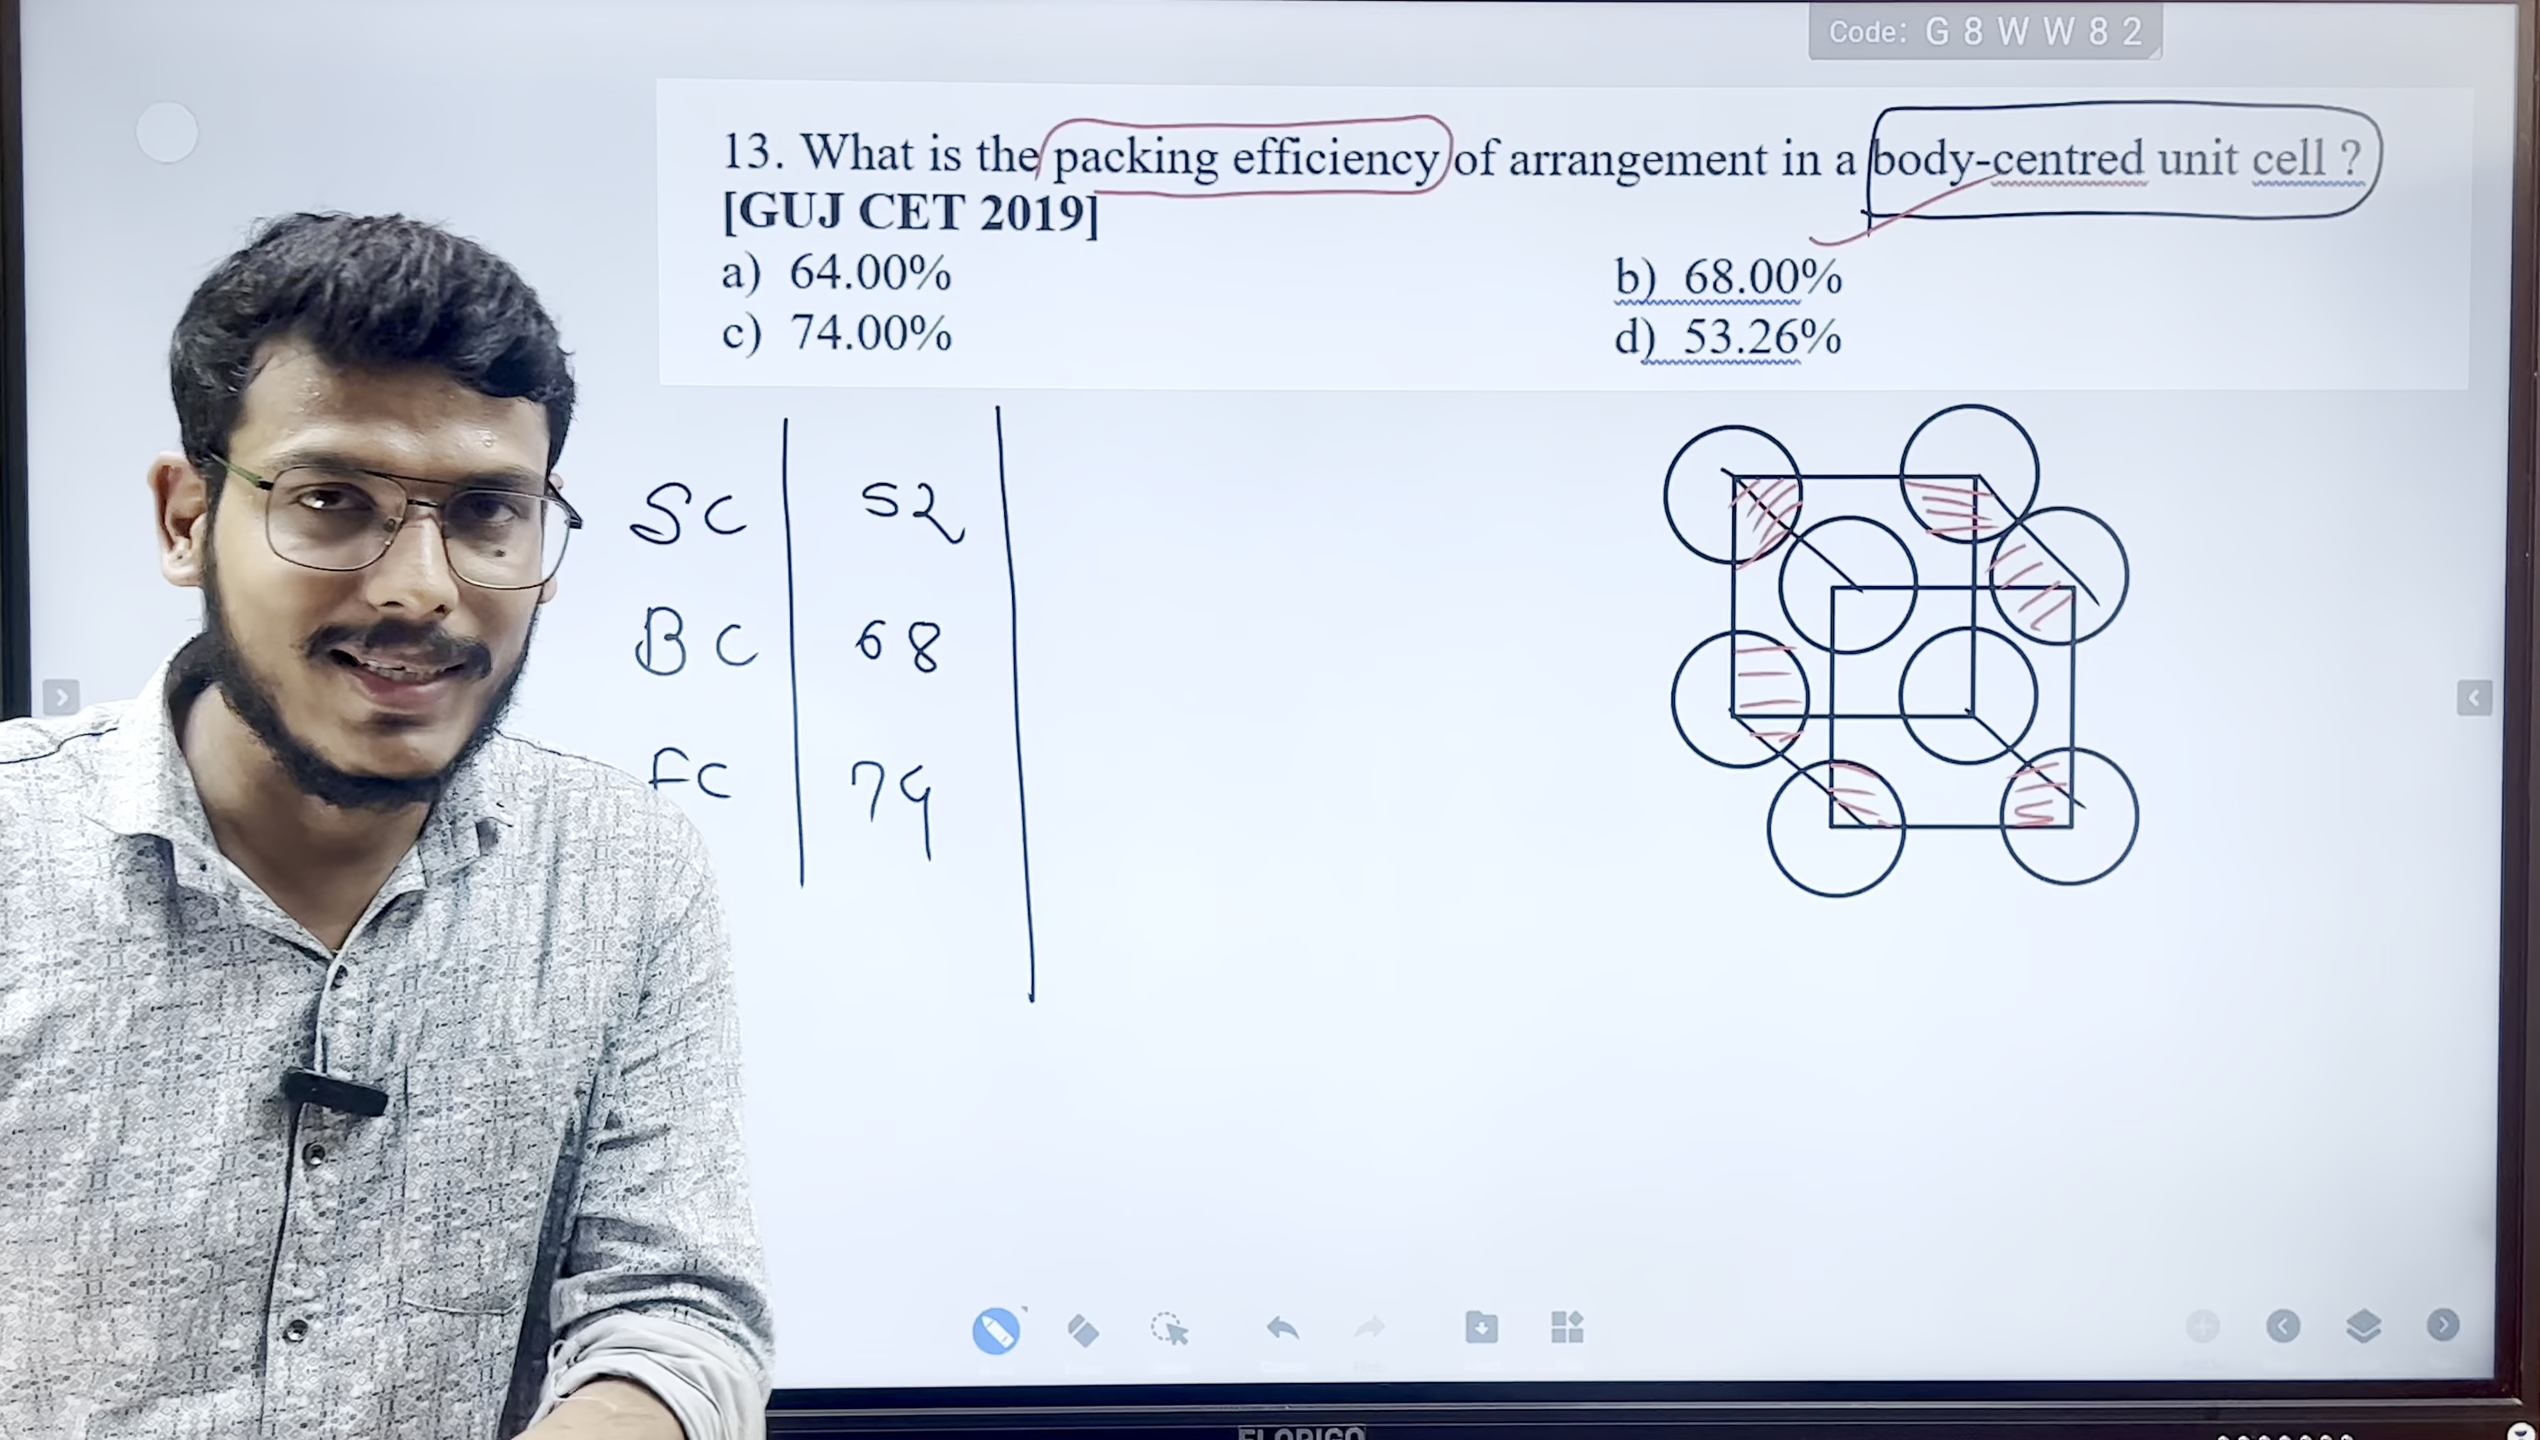 Code: G 8 W W 8 2
13. What is the packing efficiency of arrangement in a body-centred unit cell ?
[GUJ CET 2019]
a) 64.00%
b) 68.00%
c) 74.00%
d) 53.26%
SC 52
BC 68
FC 74